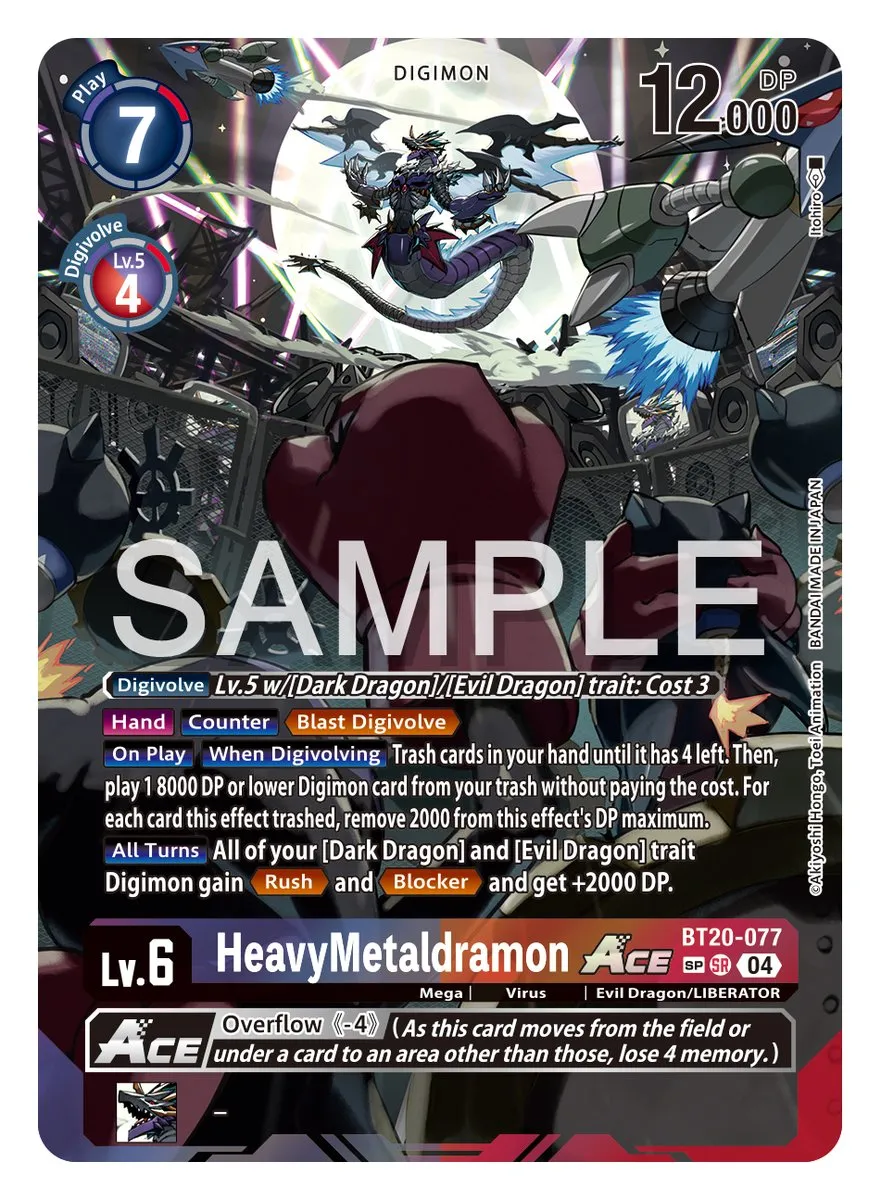 DIGIMON
Play
7
12000
DP
Digivolve
Lv.5
4
Itohiro
SAMPLE
Digivolve Lv.5 w/[Dark Dragon]/[Evil Dragon] trait: Cost 3
Hand Counter Blast Digivolve
On Play When Digivolving Trash cards in your hand until it has 4 left. Then,
play 1 8000 DP or lower Digimon card from your trash without paying the cost. For
each card this effect trashed, remove 2000 from this effect's DP maximum.
All Turns All of your [Dark Dragon] and [Evil Dragon] trait
Digimon gain Rush and Blocker and get +2000 DP.
©Akiyoshi Hongo, Toei Animation BANDAI MADE IN JAPAN
Lv.6 HeavyMetaldramon ACE BT20-077
SP SR 04
Mega | Virus | Evil Dragon/LIBERATOR
ACE Overflow《-4》(As this card moves from the field or
under a card to an area other than those, lose 4 memory.)
–